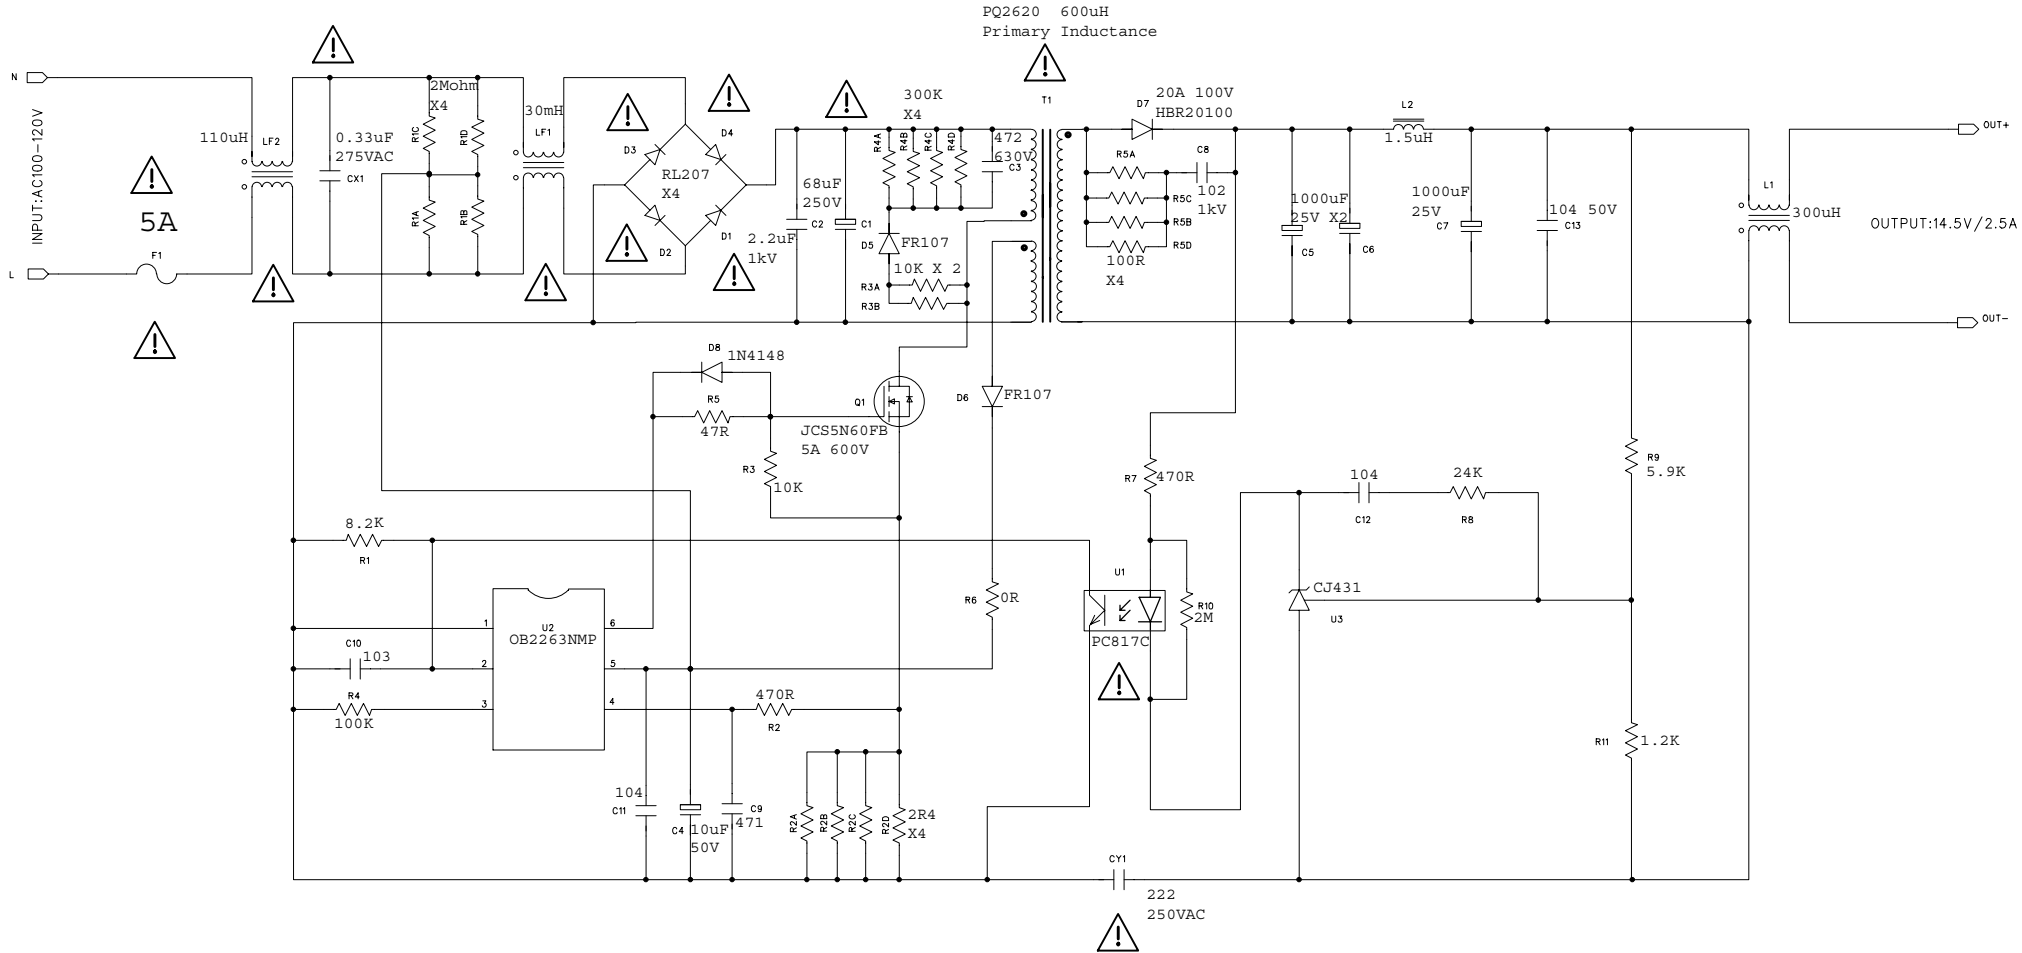 PQ2620 600uH
Primary Inductance
T1
N
INPUT:AC100-120V
L
5A
F1
110uH
LF2
0.33uF
275VAC
CX1
2Mohm
X4
R1C
R1D
R1A
R1B
30mH
LF1
D3
D4
RL207
X4
D2
D1
68uF
250V
C2
C1
2.2uF
1kV
300K
X4
R4A
R4B
R4C
R4D
472
630V
C3
D5
FR107
10K X 2
R3A
R3B
D7
20A 100V
HBR20100
R5A
R5C
R5B
R5D
100R
X4
C8
102
1kV
1000uF
25V X2
C5
C6
L2
1.5uH
1000uF
25V
C7
104 50V
C13
L1
300uH
OUT+
OUTPUT:14.5V/2.5A
OUT-
D8
1N4148
R5
47R
Q1
JCS5N60FB
5A 600V
R3
10K
D6
FR107
R7
470R
R9
5.9K
104
C12
24K
R8
8.2K
R1
R6
0R
U1
PC817C
R10
2M
CJ431
U3
U2
OB2263NMP
1
2
3
6
5
4
C10
103
R4
100K
470R
R2
R11
1.2K
104
C11
C4
10uF
50V
C9
471
R2A
R2B
R2C
R2D
2R4
X4
CY1
222
250VAC